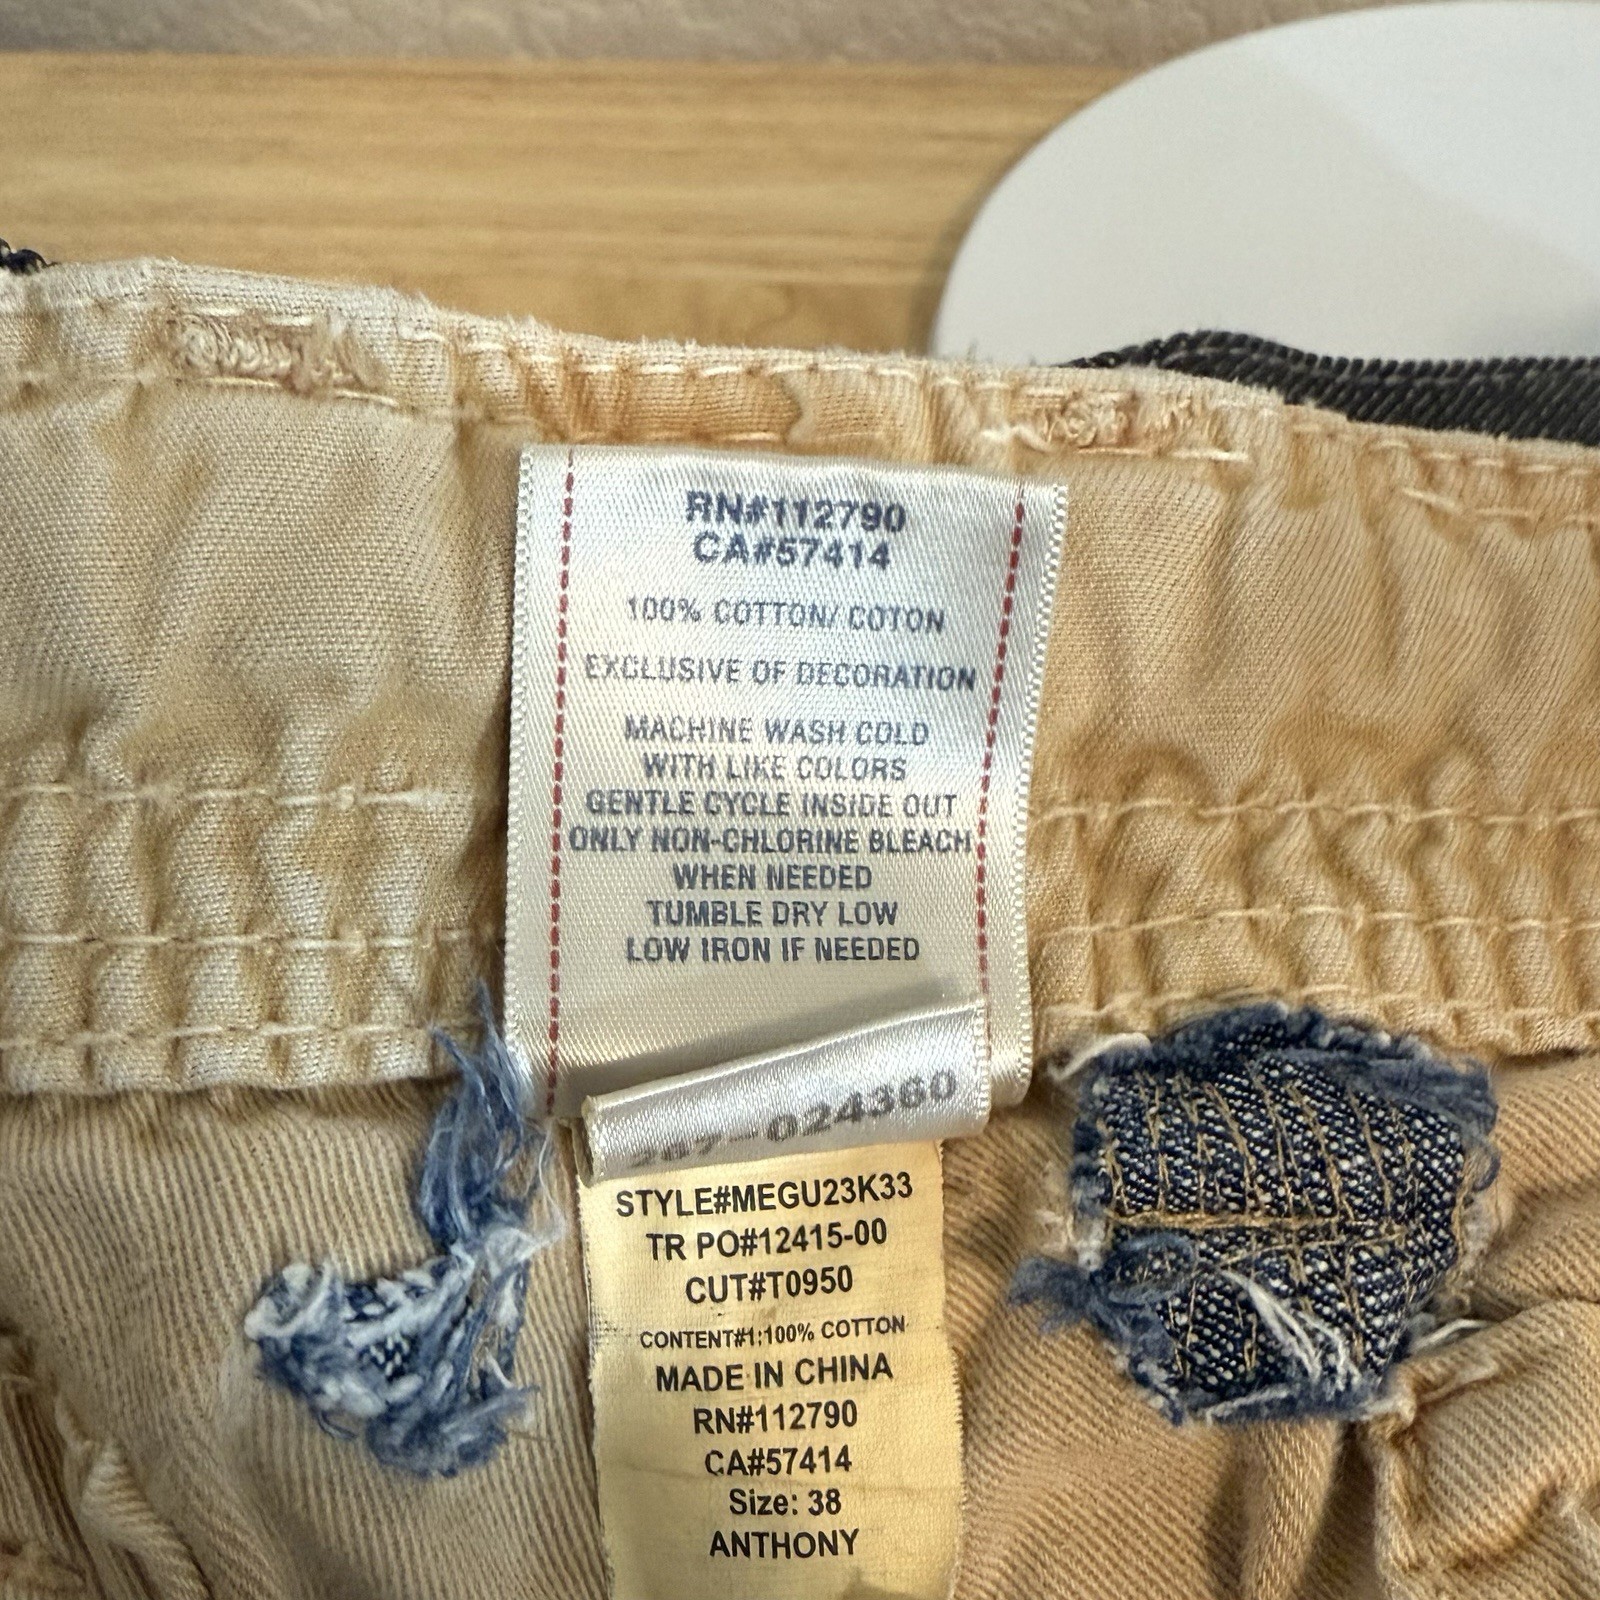 RN#112790
CA#57414
100% COTTON/ COTON
EXCLUSIVE OF DECORATION
MACHINE WASH COLD
WITH LIKE COLORS
GENTLE CYCLE INSIDE OUT
ONLY NON-CHLORINE BLEACH
WHEN NEEDED
TUMBLE DRY LOW
LOW IRON IF NEEDED
STYLE#MEGU23K33
TR PO#12415-00
CUT#T0950
CONTENT#1:100% COTTON
MADE IN CHINA
RN#112790
CA#57414
Size: 38
ANTHONY